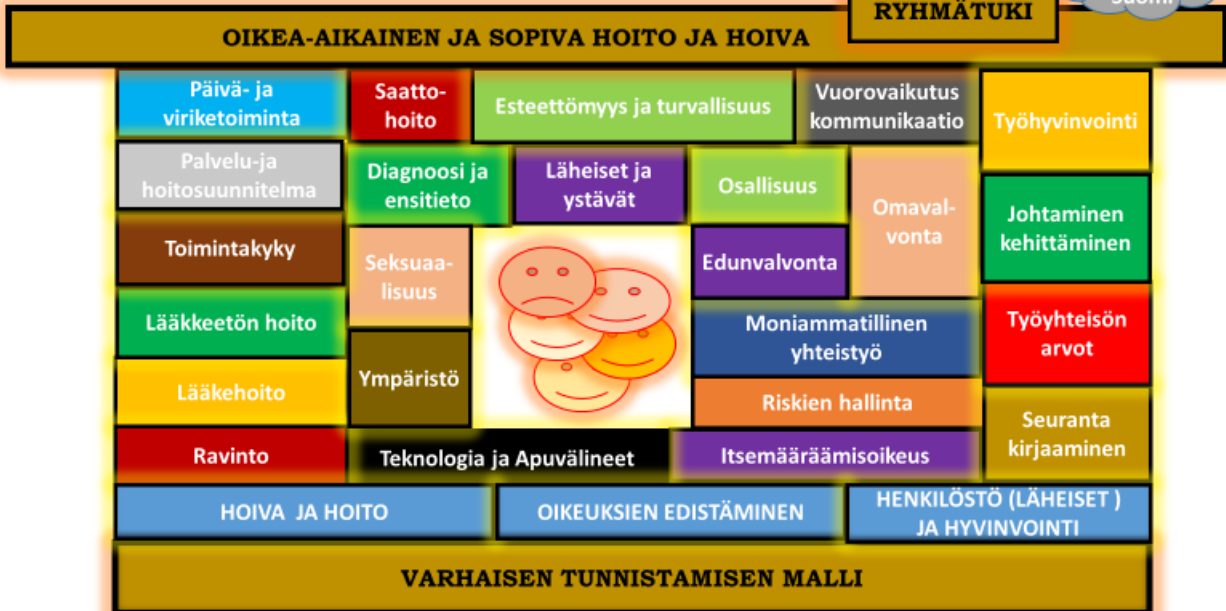 Suomi
RYHMÄTUKI
OIKEA-AIKAINEN JA SOPIVA HOITO JA HOIVA
Päivä- ja
viriketoiminta
Saatto-
hoito
Esteettömyys ja turvallisuus
Vuorovaikutus
kommunikaatio
Työhyvinvointi
Palvelu-ja
hoitosuunnitelma
Diagnoosi ja
ensitieto
Läheiset ja
ystävät
Osallisuus
Omaval-
vonta
Johtaminen
kehittäminen
Toimintakyky
Seksuaa-
lisuus
Edunvalvonta
Lääkkeetön hoito
Moniammatillinen
yhteistyö
Työyhteisön
arvot
Lääkehoito
Ympäristö
Riskien hallinta
Seuranta
kirjaaminen
Ravinto
Teknologia ja Apuvälineet
Itsemääräämisoikeus
HOIVA JA HOITO
OIKEUKSIEN EDISTÄMINEN
HENKILÖSTÖ (LÄHEISET )
JA HYVINVOINTI
VARHAISEN TUNNISTAMISEN MALLI